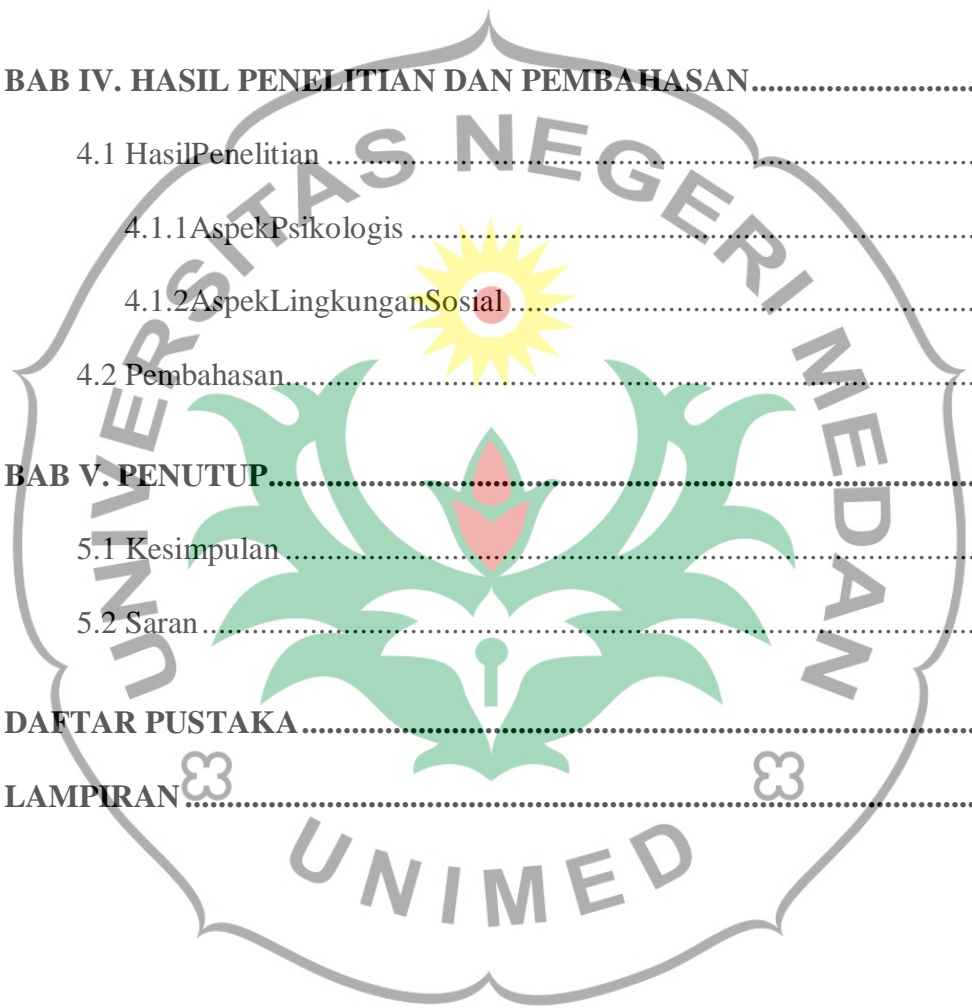 BAB IV. HASIL PENELITIAN DAN PEMBAHASAN..........................
4.1 HasilPenelitian ..........................................................................
4.1.1AspekPsikologis ................................................................
4.1.2AspekLingkunganSosial ....................................................
4.2 Pembahasan..............................................................................
BAB V. PENUTUP.............................................................................
5.1 Kesimpulan ..............................................................................
5.2 Saran ........................................................................................
DAFTAR PUSTAKA.........................................................................
LAMPIRAN.......................................................................................
UNIVERSITAS NEGERI MEDAN
UNIMED